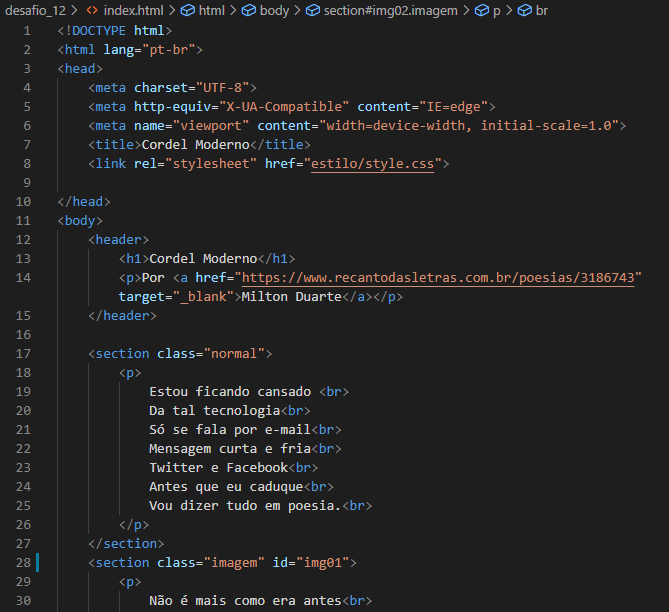 desafio_12 > <> index.html > html > body > section#img02.imagem > p > br
1 <!DOCTYPE html>
2 <html lang="pt-br">
3 <head>
4 <meta charset="UTF-8">
5 <meta http-equiv="X-UA-Compatible" content="IE=edge">
6 <meta name="viewport" content="width=device-width, initial-scale=1.0">
7 <title>Cordel Moderno</title>
8 <link rel="stylesheet" href="estilo/style.css">
9
10 </head>
11 <body>
12 <header>
13 <h1>Cordel Moderno</h1>
14 <p>Por <a href="https://www.recantodasletras.com.br/poesias/3186743"
target="_blank">Milton Duarte</a></p>
15 </header>
16
17 <section class="normal">
18 <p>
19 Estou ficando cansado <br>
20 Da tal tecnologia<br>
21 Só se fala por e-mail<br>
22 Mensagem curta e fria<br>
23 Twitter e Facebook<br>
24 Antes que eu caduque<br>
25 Vou dizer tudo em poesia.<br>
26 </p>
27 </section>
28 <section class="imagem" id="img01">
29 <p>
30 Não é mais como era antes<br>